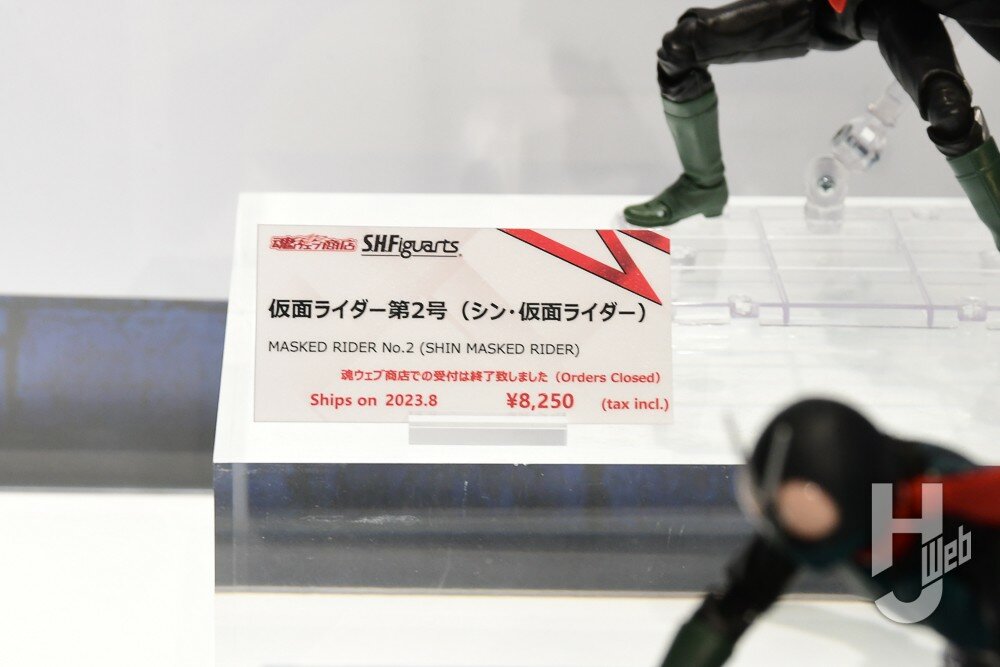 魂ウェブ商店 S.H.Figuarts
仮面ライダー第2号（シン・仮面ライダー）
MASKED RIDER No.2 (SHIN MASKED RIDER)
魂ウェブ商店での受付は終了致しました（Orders Closed）
Ships on 2023.8 ¥8,250 (tax incl.)
HJ Web